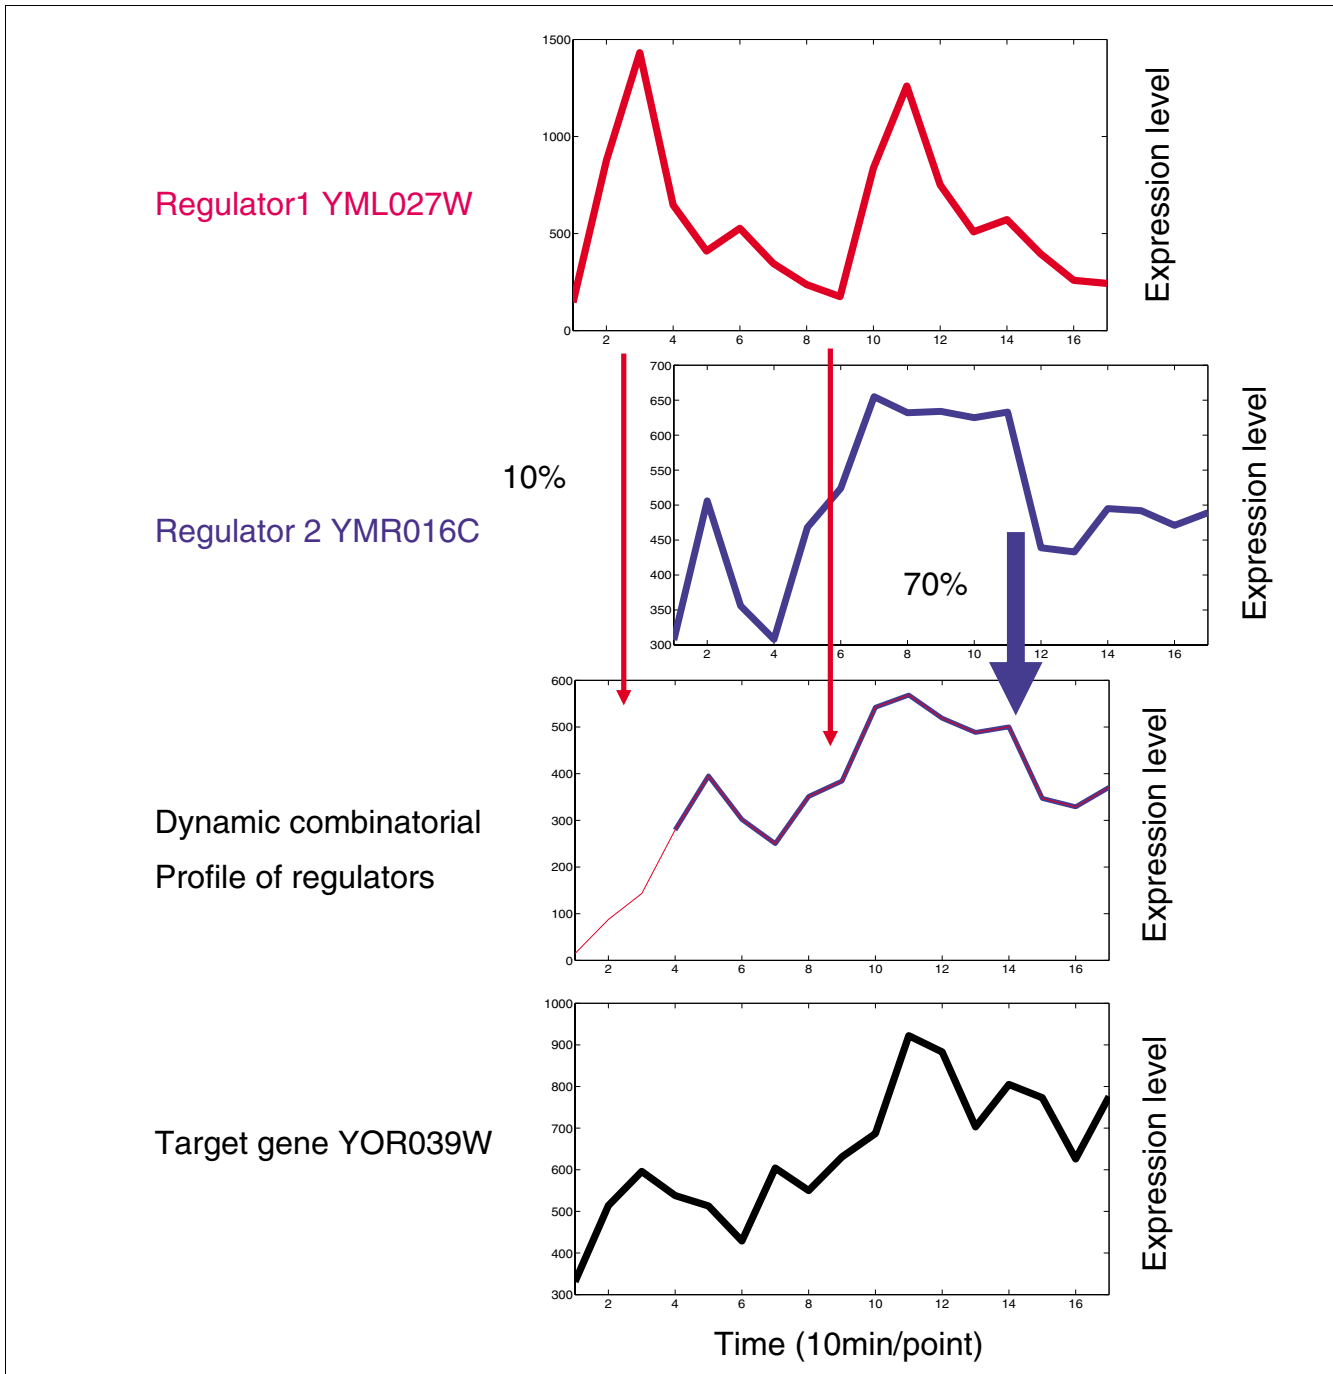 1500
1000
500
0
2 4 6 8 10 12 14 16
Expression level
Regulator1 YML027W
700
650
600
550
500
450
400
350
300
2 4 6 8 10 12 14 16
Expression level
10%
Regulator 2 YMR016C
70%
600
500
400
300
200
100
0
2 4 6 8 10 12 14 16
Expression level
Dynamic combinatorial
Profile of regulators
1000
900
800
700
600
500
400
300
2 4 6 8 10 12 14 16
Expression level
Target gene YOR039W
Time (10min/point)